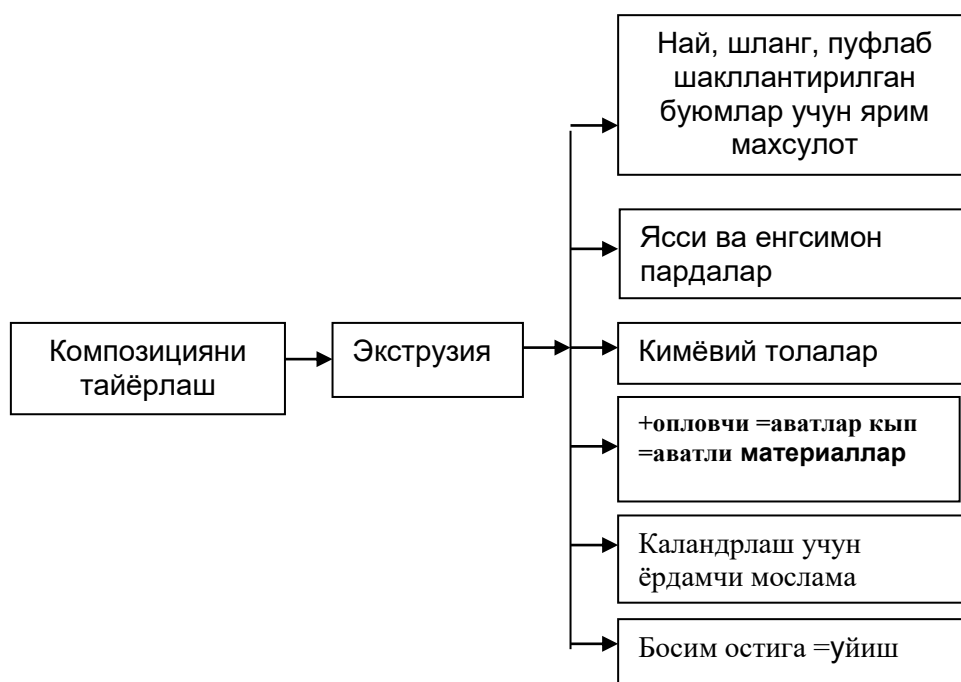 Най, шланг, пуфлаб
шакллантирилган
буюмлар учун ярим
махсулот
Ясси ва енгсимон
пардалар
Композицияни
тайёрлаш
Экструзия
Кимёвий толалар
+опловчи =аватлар кып
=аватли материаллар
Каландрлаш учун
ёрдамчи мослама
Босим остига =уйиш